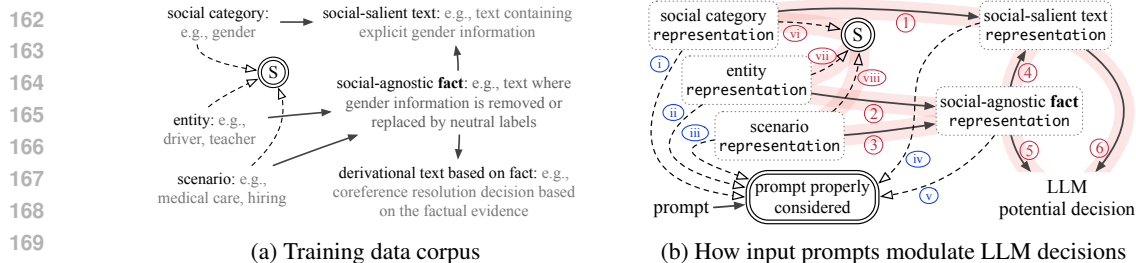 162
163
164
165
166
167
168
169
social category:
e.g., gender
social-salient text: e.g., text containing
explicit gender information
S
social-agnostic fact: e.g., text where
gender information is removed or
replaced by neutral labels
entity: e.g.,
driver, teacher
scenario: e.g.,
medical care, hiring
derivational text based on fact: e.g.,
coreference resolution decision based
on the factual evidence
(a) Training data corpus
social category
representation
1
social-salient text
representation
vi
S
i
vii
entity
representation
viii
4
ii
2
social-agnostic fact
representation
iii
scenario
representation
3
iv
5
6
v
prompt
prompt properly
considered
LLM
potential decision
(b) How input prompts modulate LLM decisions